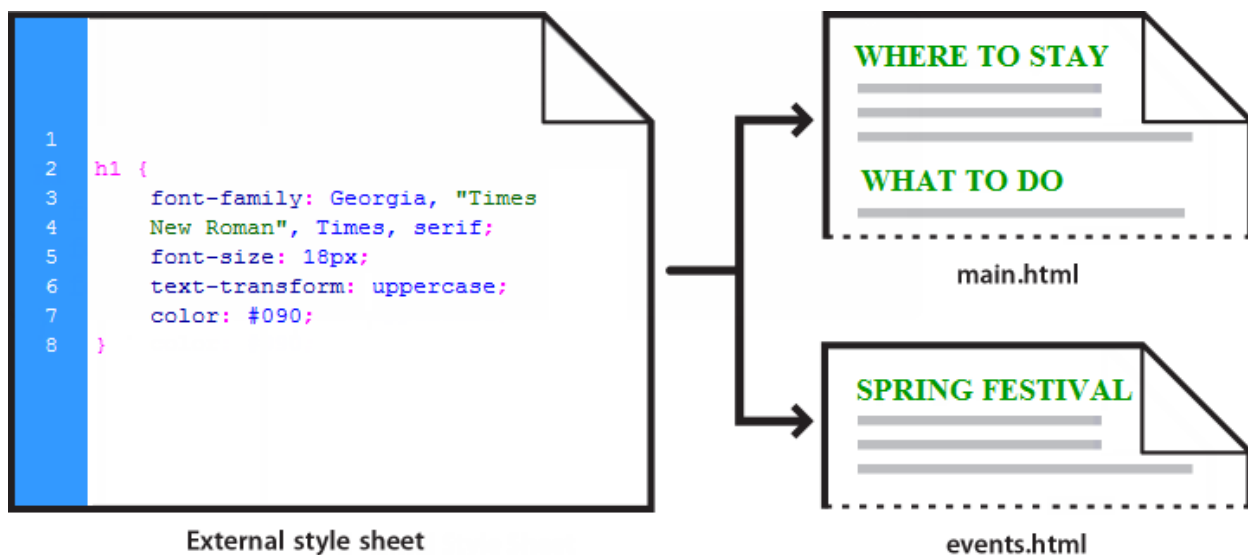 1
2 h1 {
3 font-family: Georgia, "Times
4 New Roman", Times, serif;
5 font-size: 18px;
6 text-transform: uppercase;
7 color: #090;
8 }
External style sheet
WHERE TO STAY
WHAT TO DO
main.html
SPRING FESTIVAL
events.html